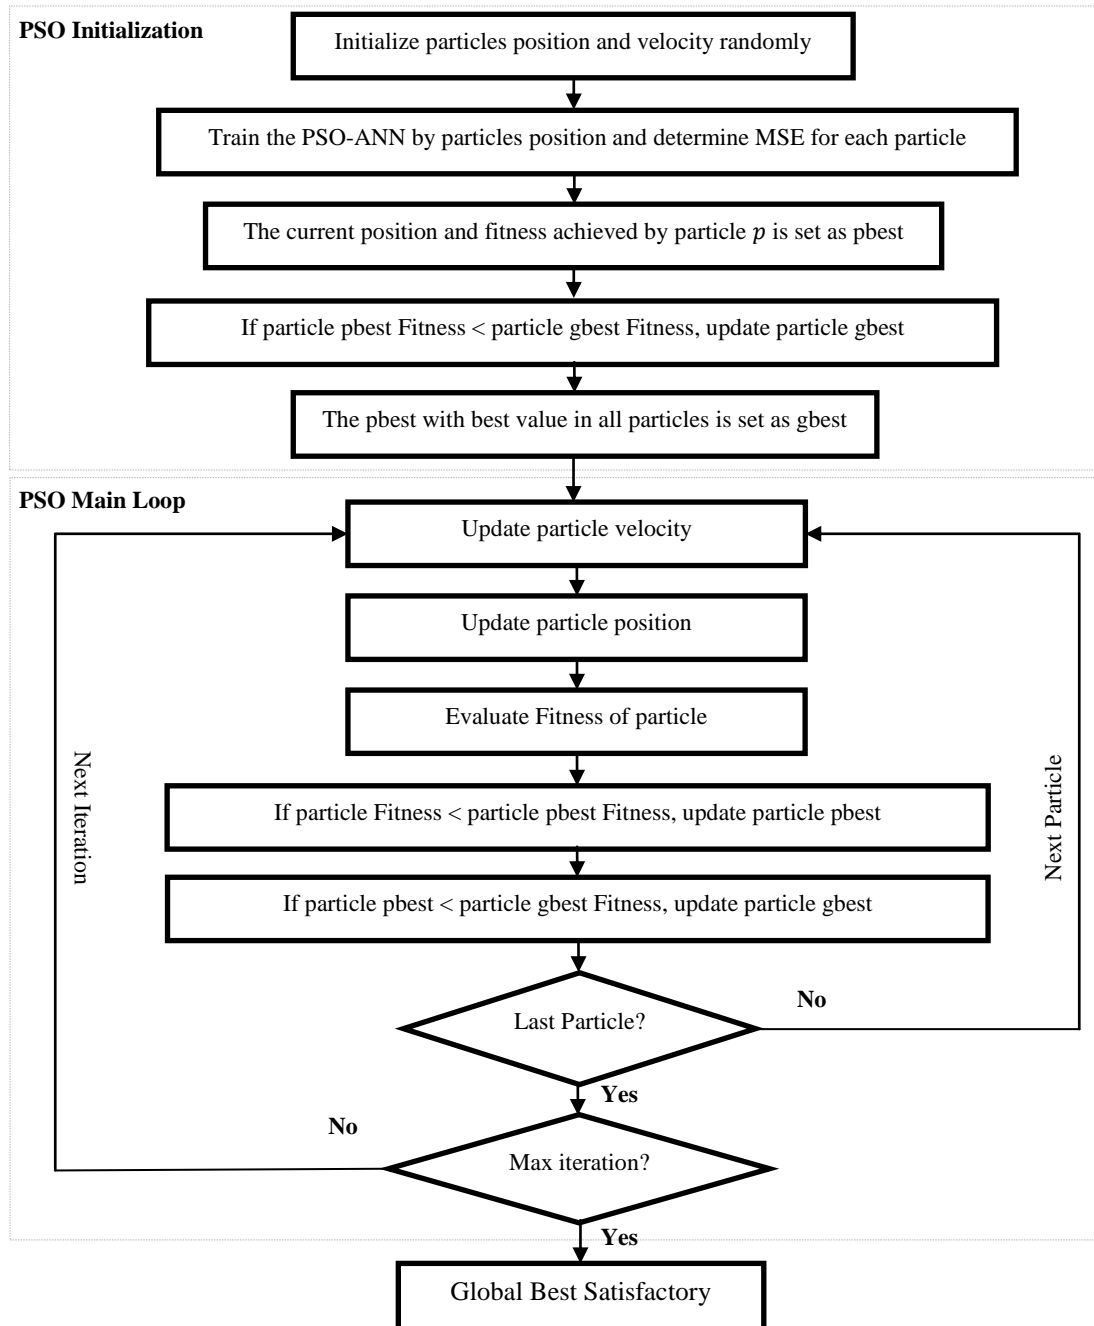 PSO Initialization
Initialize particles position and velocity randomly
Train the PSO-ANN by particles position and determine MSE for each particle
The current position and fitness achieved by particle 𝑝 is set as pbest
If particle pbest Fitness < particle gbest Fitness, update particle gbest
The pbest with best value in all particles is set as gbest
PSO Main Loop
Update particle velocity
Update particle position
Evaluate Fitness of particle
If particle Fitness < particle pbest Fitness, update particle pbest
If particle pbest < particle gbest Fitness, update particle gbest
Next Iteration
Next Particle
Last Particle?
No
Yes
Max iteration?
No
Yes
Global Best Satisfactory